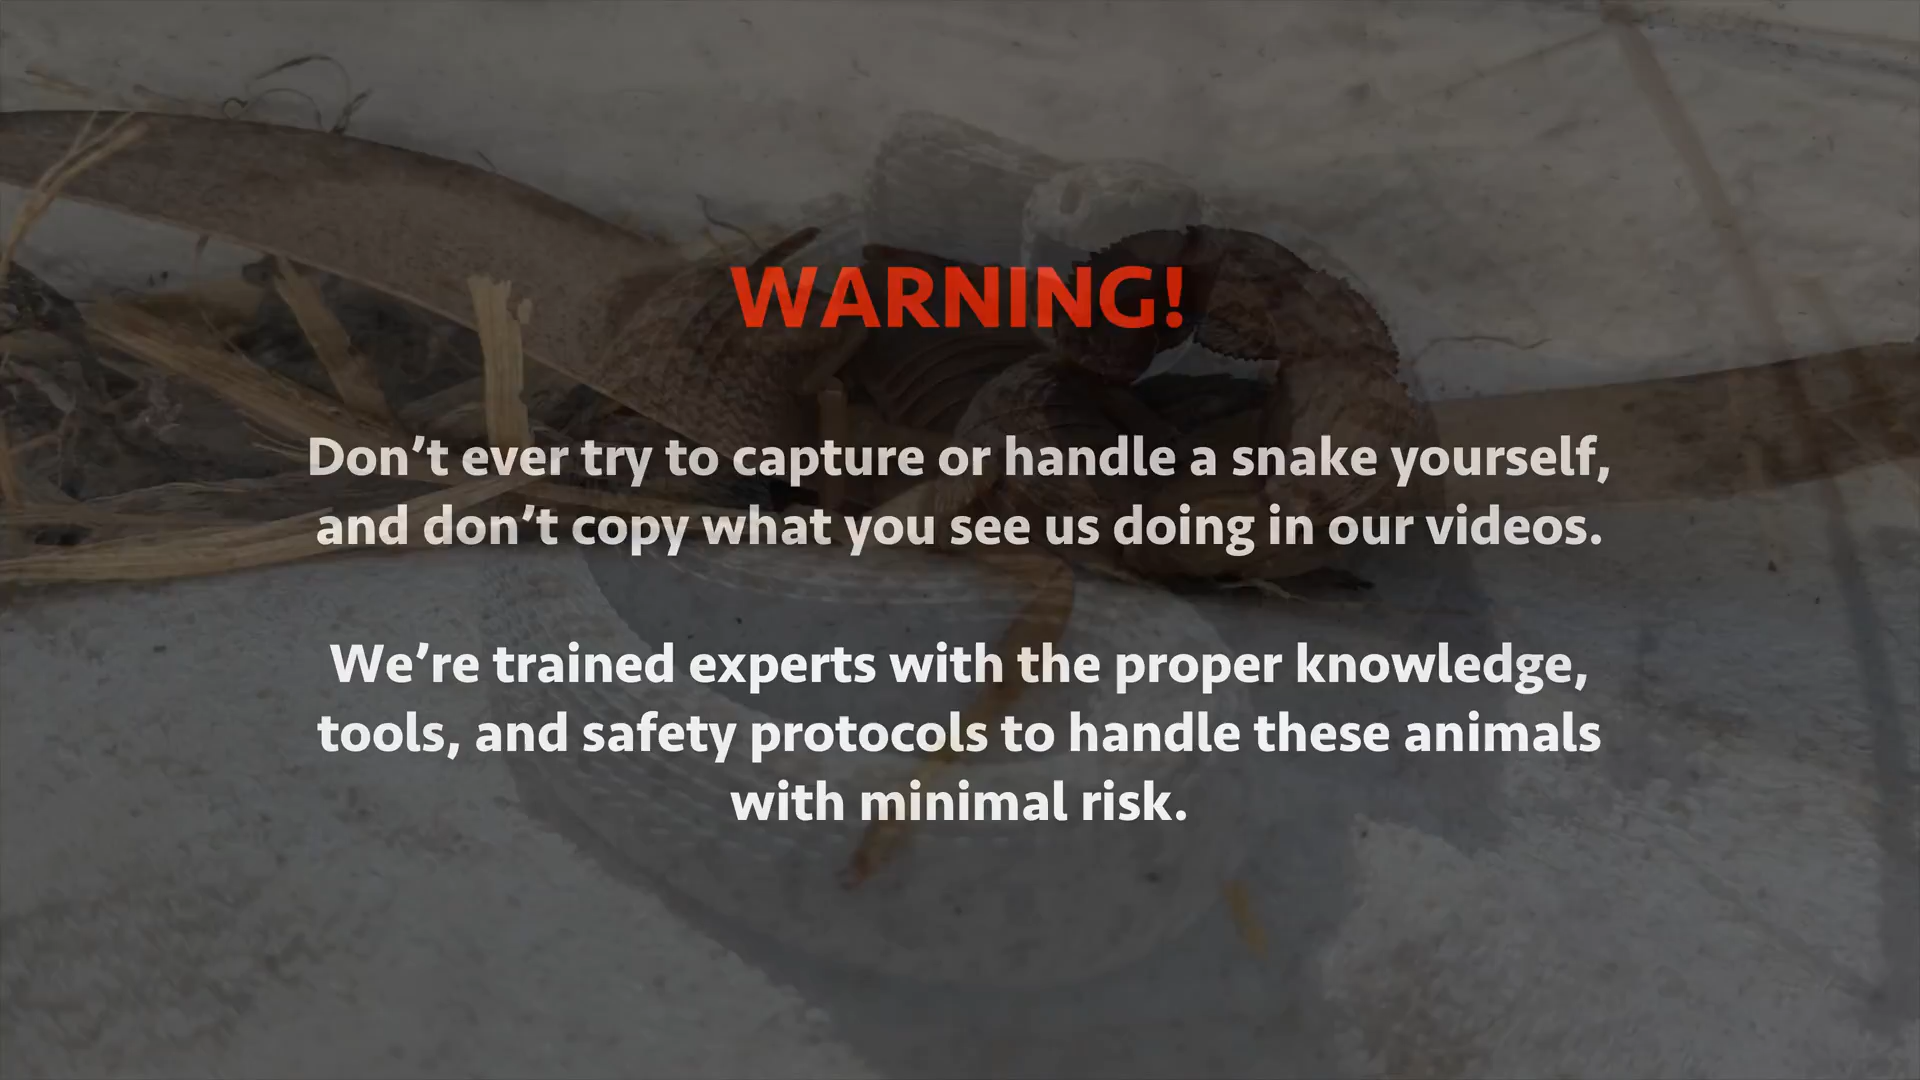 WARNING!
Don’t ever try to capture or handle a snake yourself,
and don’t copy what you see us doing in our videos.
We’re trained experts with the proper knowledge,
tools, and safety protocols to handle these animals
with minimal risk.